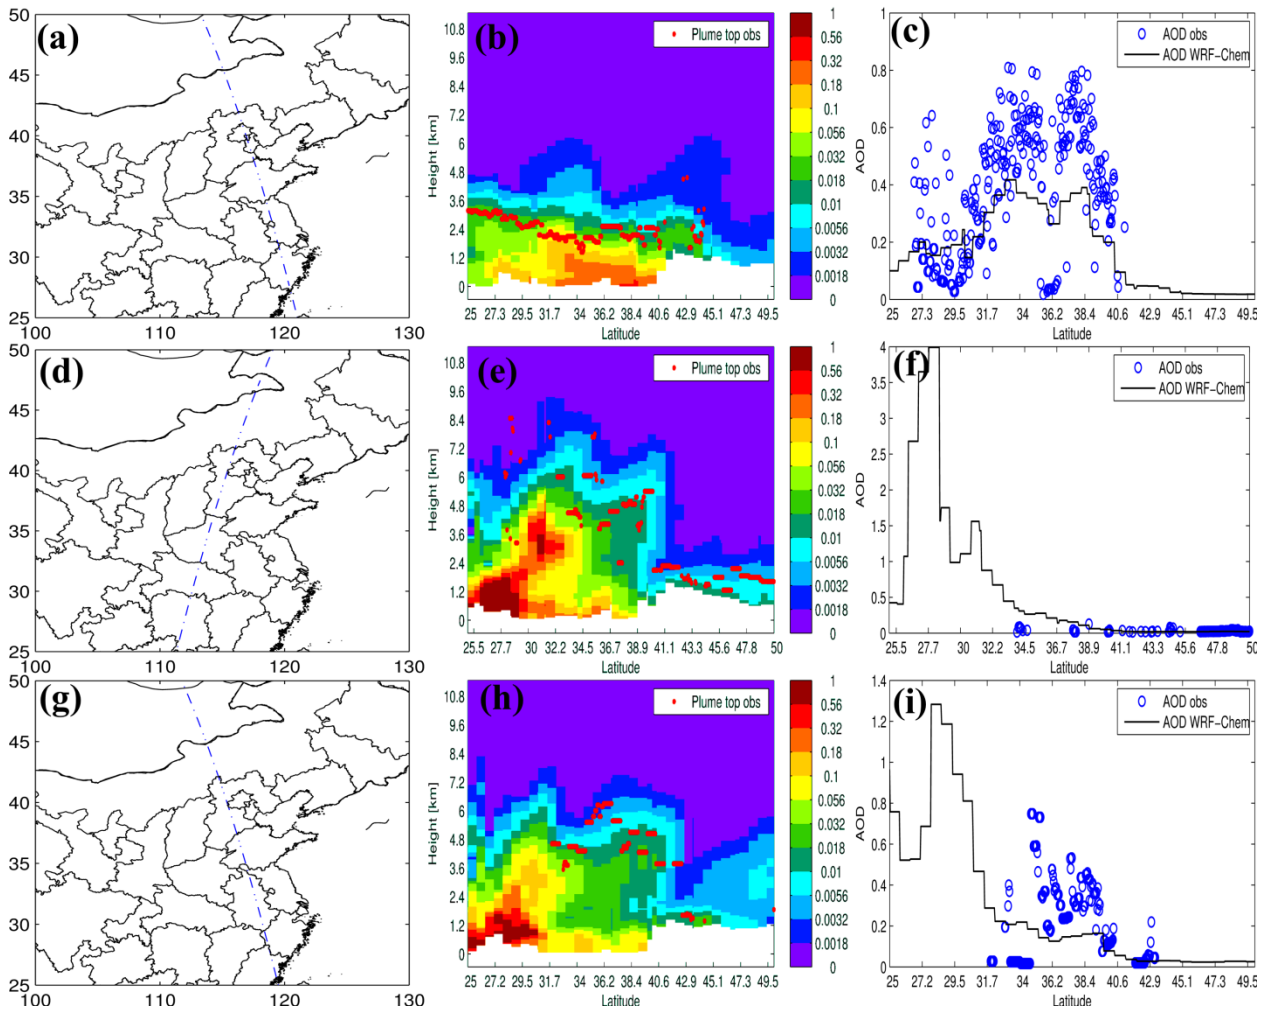 (a)
50
45
40
35
30
25
100 110 120 130
(b)
Plume top obs
Height [km]
10.8
9.6
8.4
7.2
6
4.8
3.6
2.4
1.2
0
25 27.3 29.5 31.7 34 36.2 38.4 40.6 42.9 45.1 47.3 49.5
Latitude
1
0.56
0.32
0.18
0.1
0.056
0.032
0.018
0.01
0.0056
0.0032
0.0018
0
(c)
AOD obs
AOD WRF-Chem
AOD
1
0.8
0.6
0.4
0.2
0
25 27.3 29.5 31.7 34 36.2 38.4 40.6 42.9 45.1 47.3 49.5
Latitude
(d)
50
45
40
35
30
25
100 110 120 130
(e)
Plume top obs
Height [km]
10.8
9.6
8.4
7.2
6
4.8
3.6
2.4
1.2
0
25.5 27.7 30 32.2 34.4 36.6 38.9 41.1 43.3 45.5 47.8 50
Latitude
1
0.56
0.32
0.18
0.1
0.056
0.032
0.018
0.01
0.0056
0.0032
0.0018
0
(f)
AOD obs
AOD WRF-Chem
AOD
4
3.5
3
2.5
2
1.5
1
0.5
0
25.5 27.7 30 32.2 34.4 36.6 38.9 41.1 43.3 45.5 47.8 50
Latitude
(g)
50
45
40
35
30
25
100 110 120 130
(h)
Plume top obs
Height [km]
10.8
9.6
8.4
7.2
6
4.8
3.6
2.4
1.2
0
25 27.2 29.5 31.7 34 36.2 38.4 40.6 42.9 45.1 47.3 49.5
Latitude
1
0.56
0.32
0.18
0.1
0.056
0.032
0.018
0.01
0.0056
0.0032
0.0018
0
(i)
AOD obs
AOD WRF-Chem
AOD
1.4
1.2
1
0.8
0.6
0.4
0.2
0
25 27.2 29.5 31.7 34 36.2 38.4 40.6 42.9 45.1 47.3 49.5
Latitude